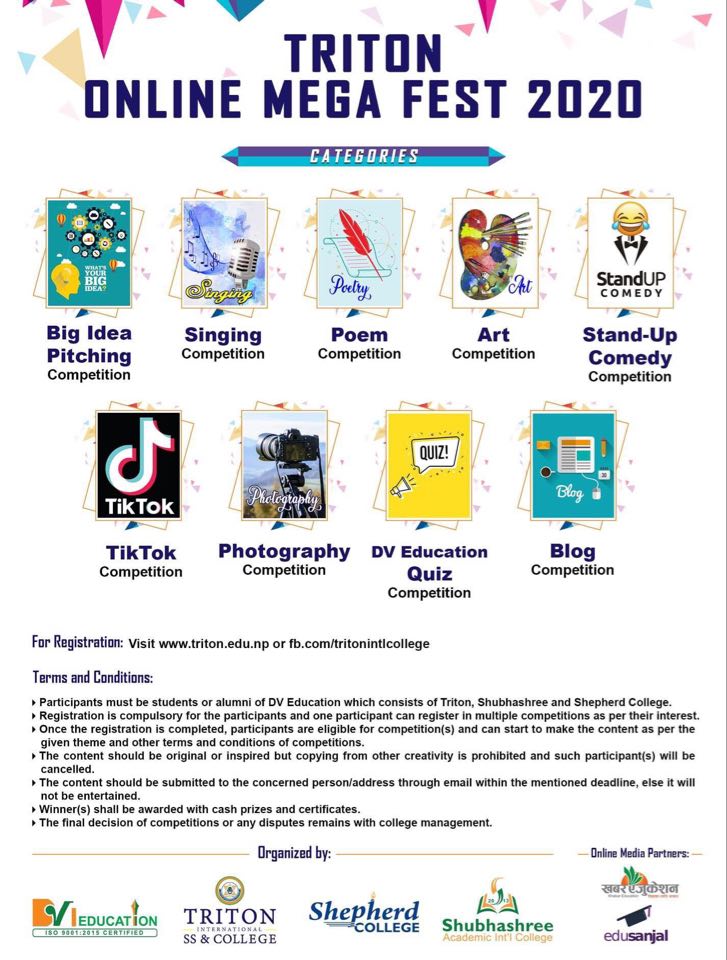 TRITON
ONLINE MEGA FEST 2020
CATEGORIES
WHAT'S
YOUR
BIG
IDEA?
Big Idea
Pitching
Competition
Singing
Singing
Competition
Poetry
Poem
Competition
Art
Art
Competition
StandUP
COMEDY
Stand-Up
Comedy
Competition
TikTok
TikTok
Competition
Photography
Photography
Competition
QUIZ!
DV Education
Quiz
Competition
30
Blog
Blog
Competition
For Registration: Visit www.triton.edu.np or fb.com/tritonintlcollege
Terms and Conditions:
Participants must be students or alumni of DV Education which consists of Triton, Shubhashree and Shepherd College.
Registration is compulsory for the participants and one participant can register in multiple competitions as per their interest.
Once the registration is completed, participants are eligible for competition(s) and can start to make the content as per the
given theme and other terms and conditions of competitions.
The content should be original or inspired but copying from other creativity is prohibited and such participant(s) will be
cancelled.
The content should be submitted to the concerned person/address through email within the mentioned deadline, else it will
not be entertained.
Winner(s) shall be awarded with cash prizes and certificates.
The final decision of competitions or any disputes remains with college management.
Organized by:
Online Media Partners:
DV EDUCATION
ISO 9001:2015 CERTIFIED
TRITON
INTERNATIONAL
SS & COLLEGE
Shepherd
COLLEGE
2013
Shubhashree
Academic Int'l College
खबर एजुकेशन
Khabar Education
edusanjal